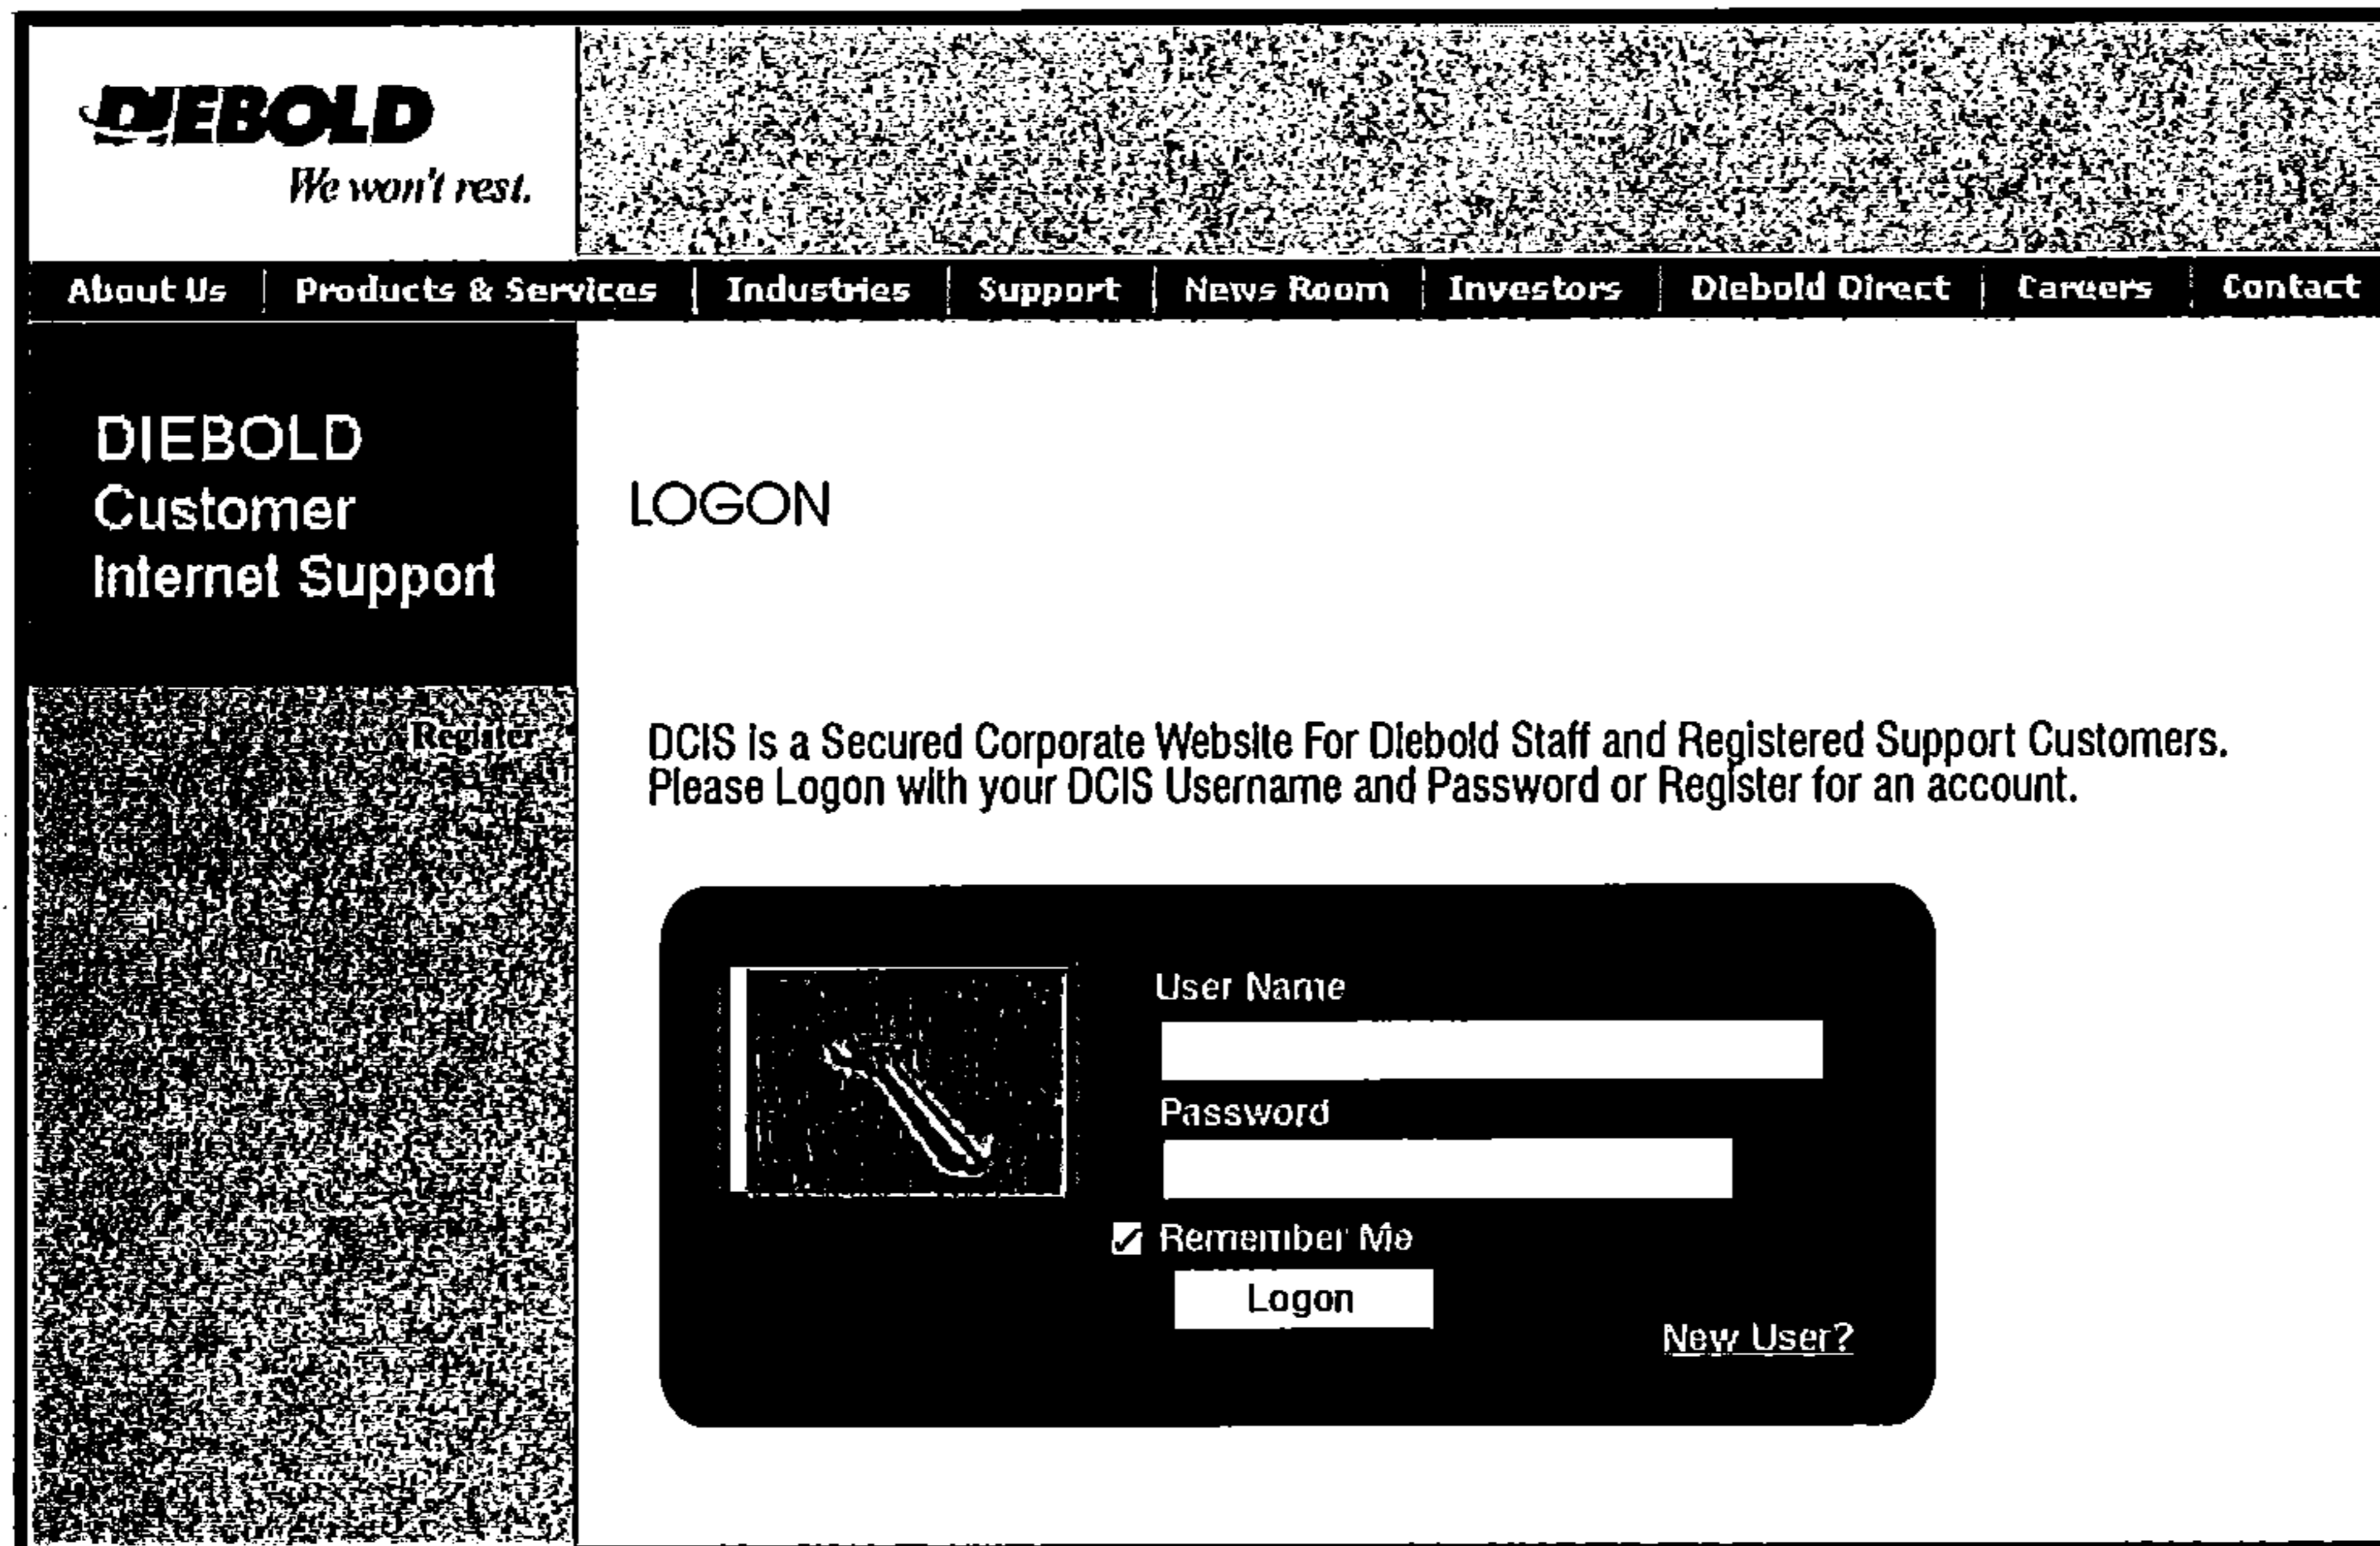 DIEBOLD
We won't rest.
About Us | Products & Services | Industries | Support | News Room | Investors | Diebold Direct | Careers | Contact
DIEBOLD
Customer
Internet Support
LOGON
Register
DCIS is a Secured Corporate Website For Diebold Staff and Registered Support Customers.
Please Logon with your DCIS Username and Password or Register for an account.
User Name
Password
Remember Me
Logon
New User?